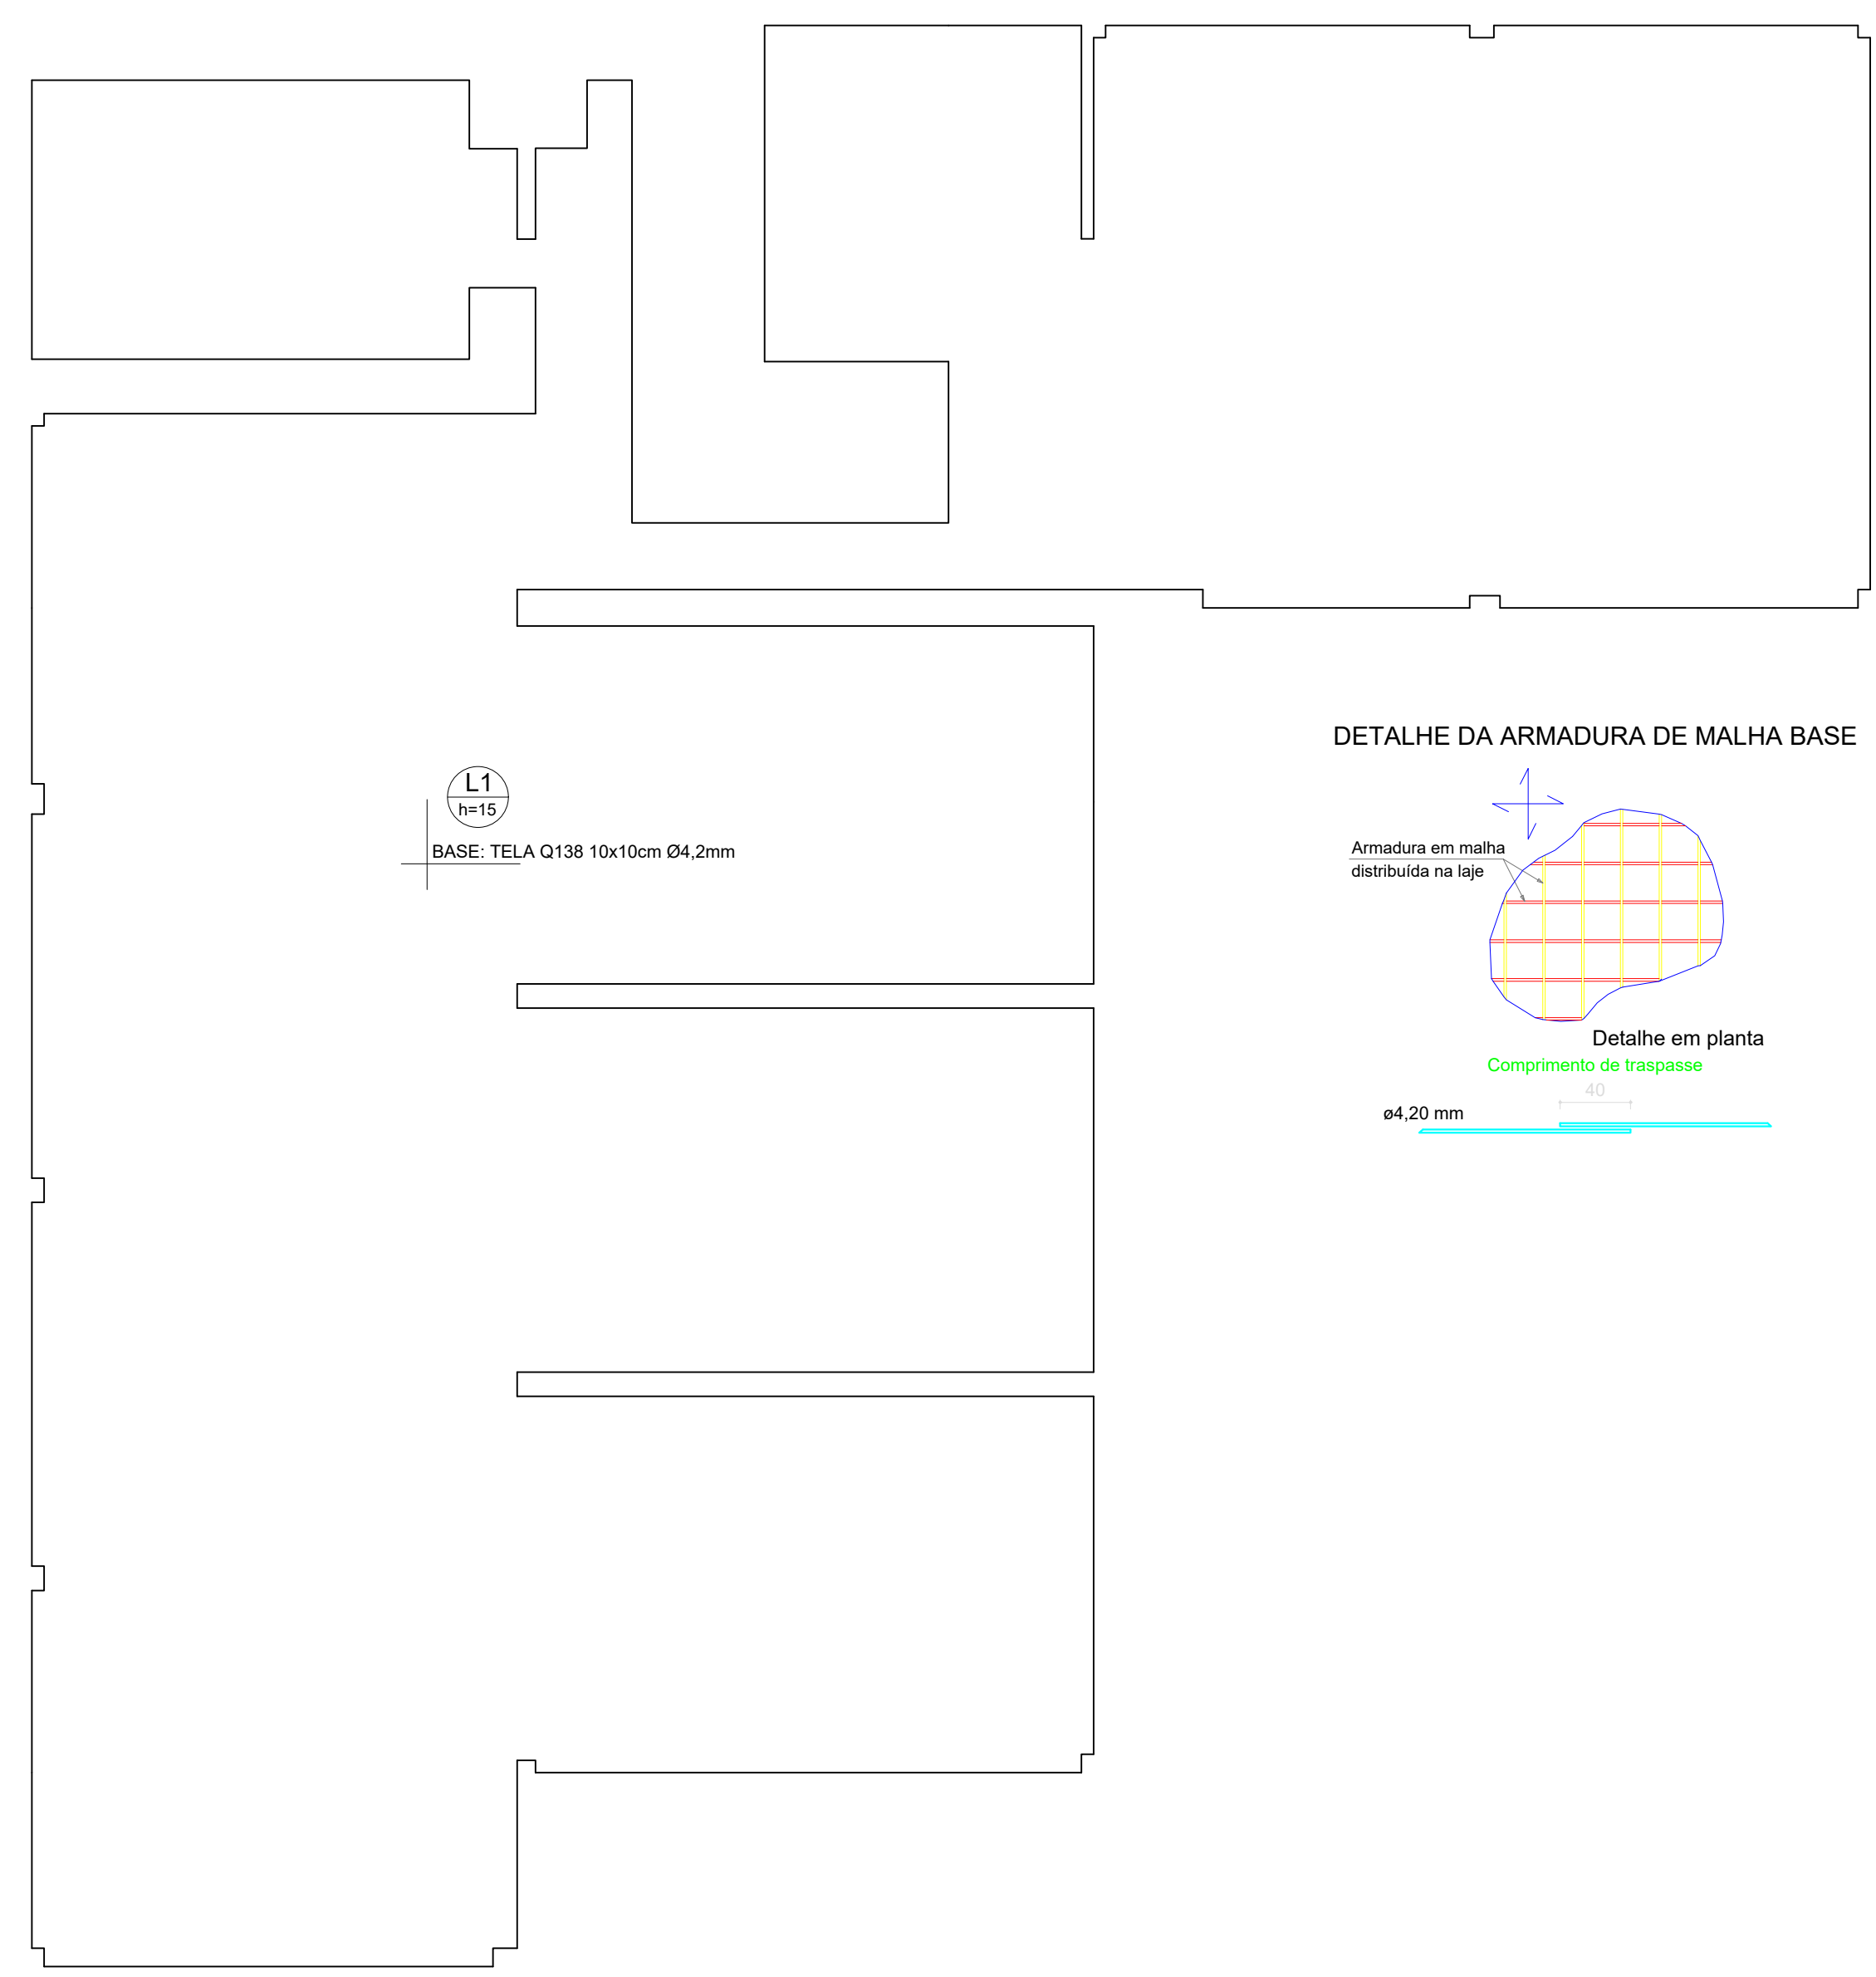 L1
h=15
BASE: TELA Q138 10x10cm Ø4,2mm
DETALHE DA ARMADURA DE MALHA BASE
Armadura em malha
distribuída na laje
Detalhe em planta
Comprimento de traspasse
40
ø4,20 mm